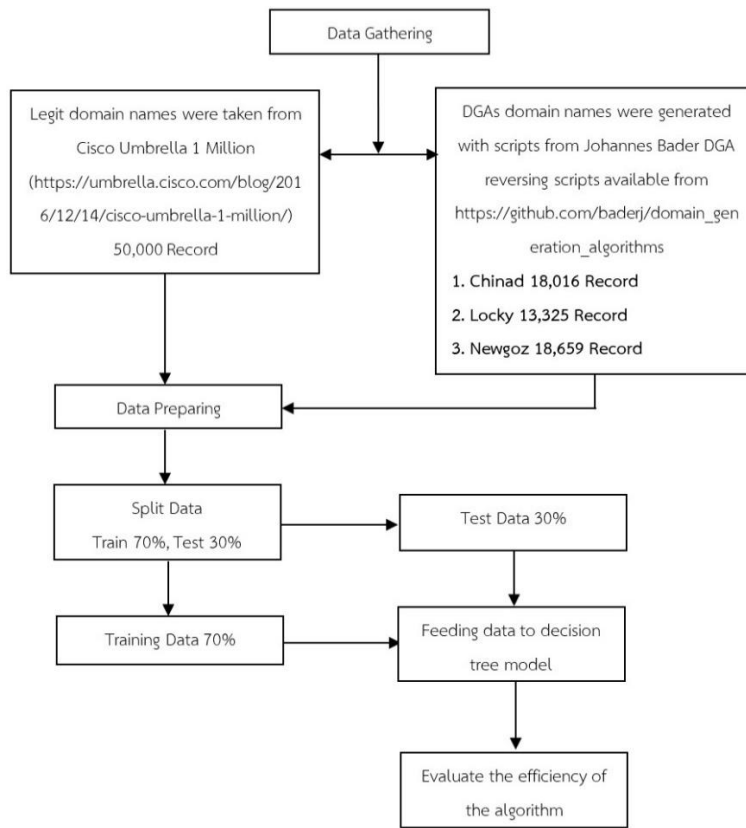 Data Gathering
Legit domain names were taken from
Cisco Umbrella 1 Million
(https://umbrella.cisco.com/blog/201
6/12/14/cisco-umbrella-1-million/)
50,000 Record
DGAs domain names were generated
with scripts from Johannes Bader DGA
reversing scripts available from
https://github.com/baderj/domain_gen
eration_algorithms
1. Chinad 18,016 Record
2. Locky 13,325 Record
3. Newgoz 18,659 Record
Data Preparing
Split Data
Train 70%, Test 30%
Test Data 30%
Training Data 70%
Feeding data to decision
tree model
Evaluate the efficiency of
the algorithm